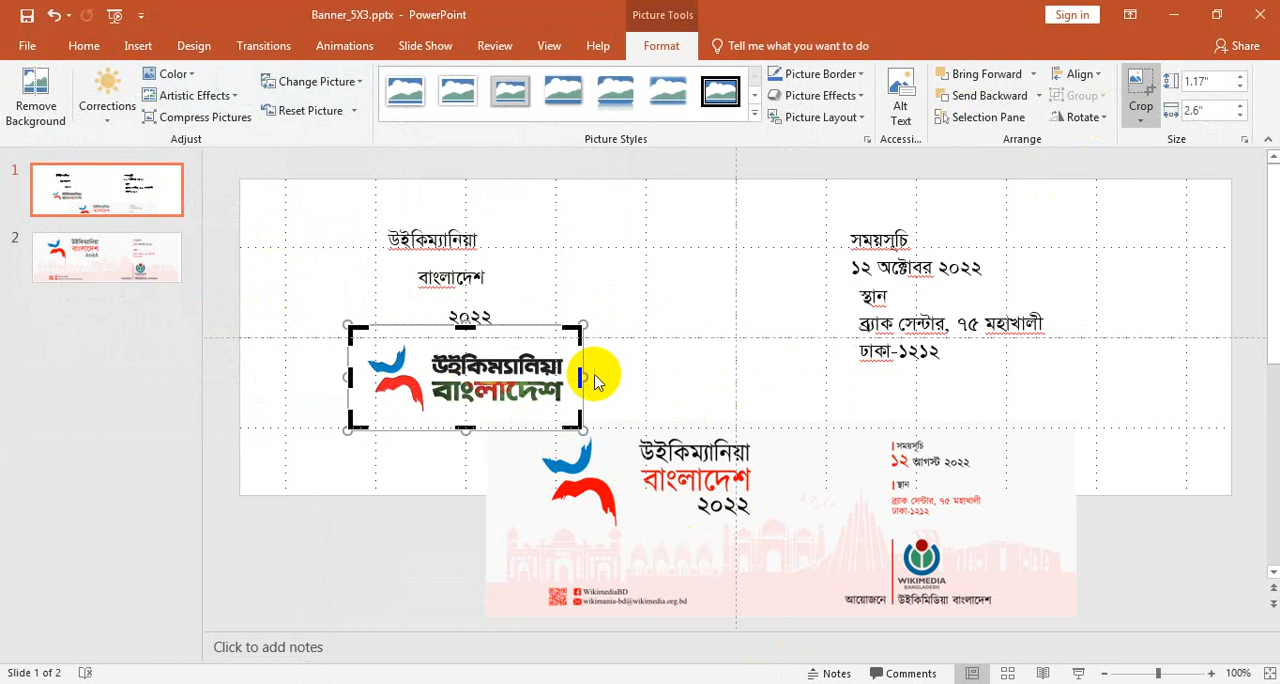 Banner_5X3.pptx - PowerPoint
Picture Tools
Sign in
File
Home
Insert
Design
Transitions
Animations
Slide Show
Review
View
Help
Format
Tell me what you want to do
Share
Remove Background
Corrections
Color
Artistic Effects
Compress Pictures
Change Picture
Reset Picture
Adjust
Picture Styles
Picture Border
Picture Effects
Picture Layout
Alt Text
Accessi...
Bring Forward
Send Backward
Selection Pane
Align
Group
Rotate
Arrange
Crop
1.17"
2.6"
Size
1
2
উইকিম্যানিয়া
বাংলাদেশ
২০২২
সময়সূচি
১২ অক্টোবর ২০২২
স্থান
ব্র্যাক সেন্টার, ৭৫ মহাখালী
ঢাকা-১২১২
উইকিম্যানিয়া
বাংলাদেশ
উইকিম্যানিয়া
বাংলাদেশ
২০২২
সময়সূচি
১২ আগস্ট ২০২২
স্থান
ব্র্যাক সেন্টার, ৭৫ মহাখালী
ঢাকা-১২১২
WIKIMEDIA
BANGLADESH
আয়োজনে উইকিমিডিয়া বাংলাদেশ
WikimediaBD
wikimania-bd@wikimedia.org.bd
Click to add notes
Slide 1 of 2
Notes
Comments
100%